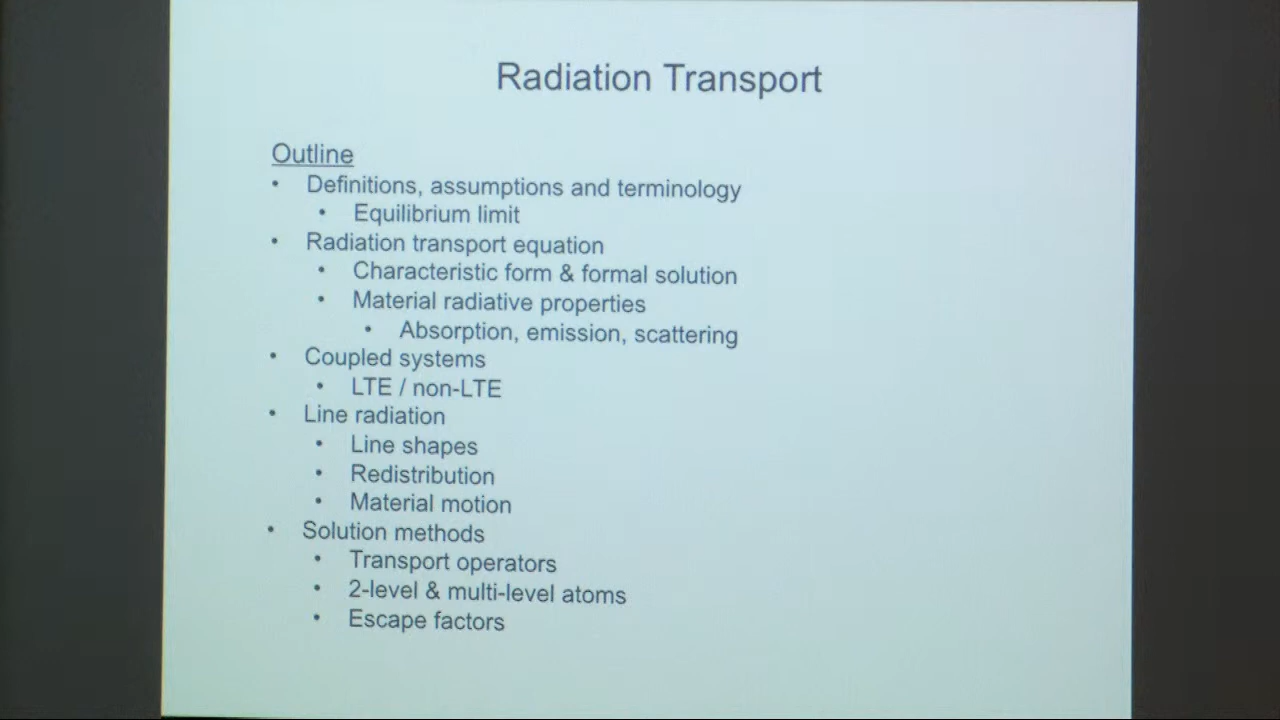 Radiation Transport
Outline
• Definitions, assumptions and terminology
• Equilibrium limit
• Radiation transport equation
• Characteristic form & formal solution
• Material radiative properties
• Absorption, emission, scattering
• Coupled systems
• LTE / non-LTE
• Line radiation
• Line shapes
• Redistribution
• Material motion
• Solution methods
• Transport operators
• 2-level & multi-level atoms
• Escape factors